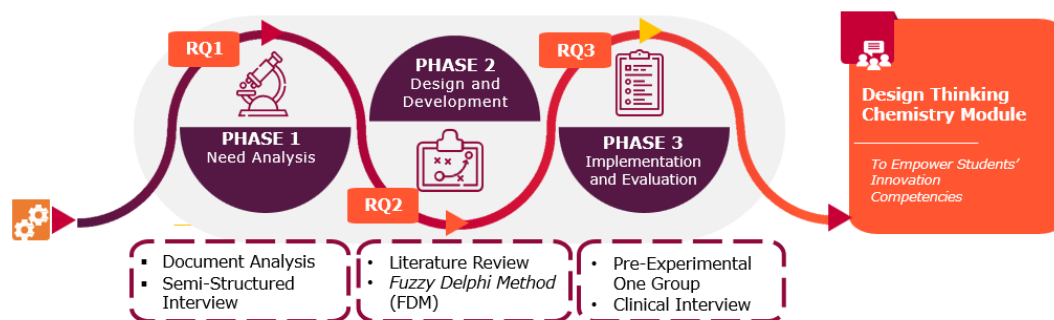 RQ1
PHASE 1
Need Analysis
PHASE 2
Design and
Development
RQ2
RQ3
PHASE 3
Implementation
and Evaluation
Design Thinking
Chemistry Module
To Empower Students'
Innovation
Competencies
▪ Document Analysis
▪ Semi-Structured
Interview
• Literature Review
• Fuzzy Delphi Method
(FDM)
• Pre-Experimental
One Group
• Clinical Interview